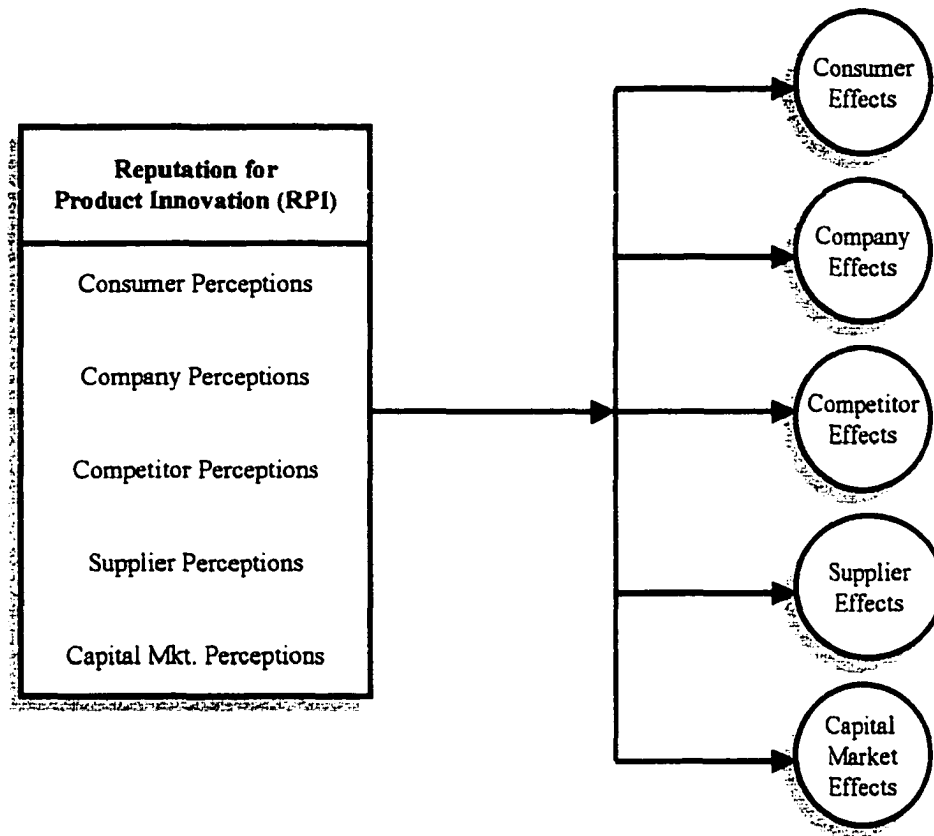 Reputation for
Product Innovation (RPI)
Consumer Perceptions
Company Perceptions
Competitor Perceptions
Supplier Perceptions
Capital Mkt. Perceptions
Consumer
Effects
Company
Effects
Competitor
Effects
Supplier
Effects
Capital
Market
Effects